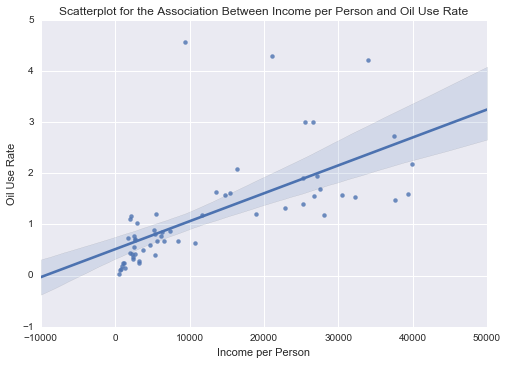 Scatterplot for the Association Between Income per Person and Oil Use Rate
5
4
3
2
1
0
−1
Oil Use Rate
−10000 0 10000 20000 30000 40000 50000
Income per Person